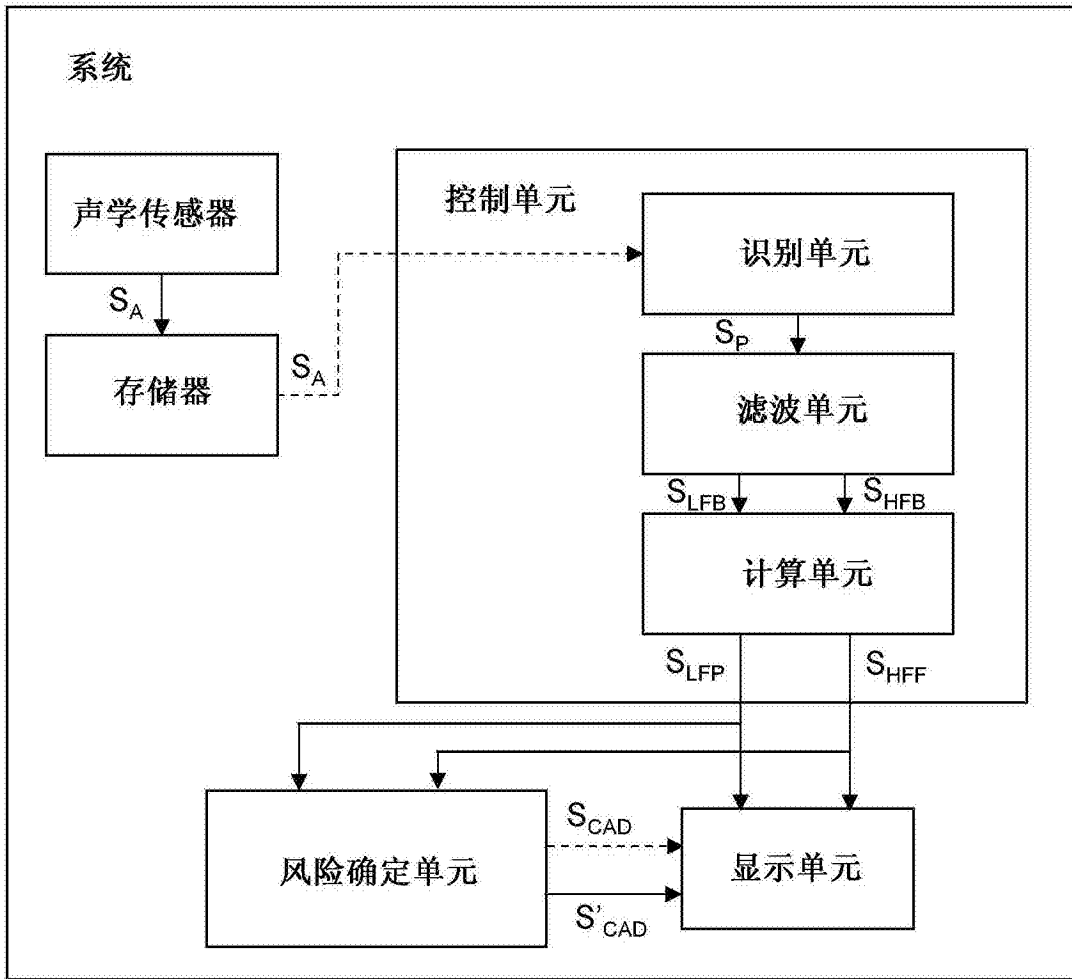 系统
声学传感器
S_A
存储器
S_A
控制单元
识别单元
S_P
滤波单元
S_LFB
S_HFB
计算单元
S_LFP
S_HFF
风险确定单元
S_CAD
S'_CAD
显示单元